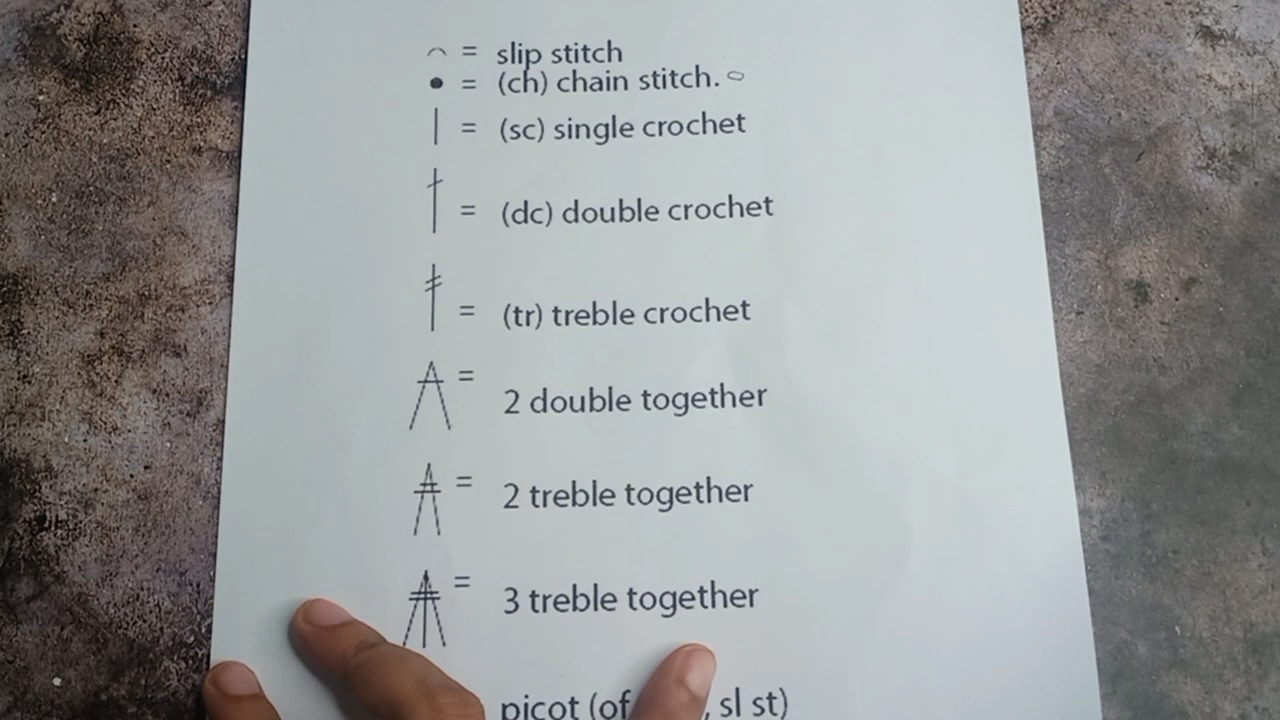 = slip stitch
= (ch) chain stitch.
= (sc) single crochet
= (dc) double crochet
= (tr) treble crochet
= 2 double together
= 2 treble together
= 3 treble together
picot (of , sl st)